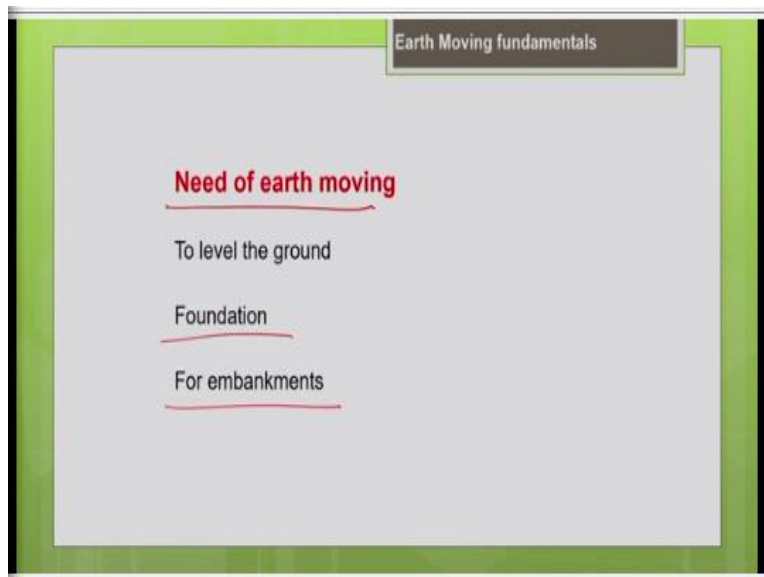 Earth Moving fundamentals
Need of earth moving
To level the ground
Foundation
For embankments